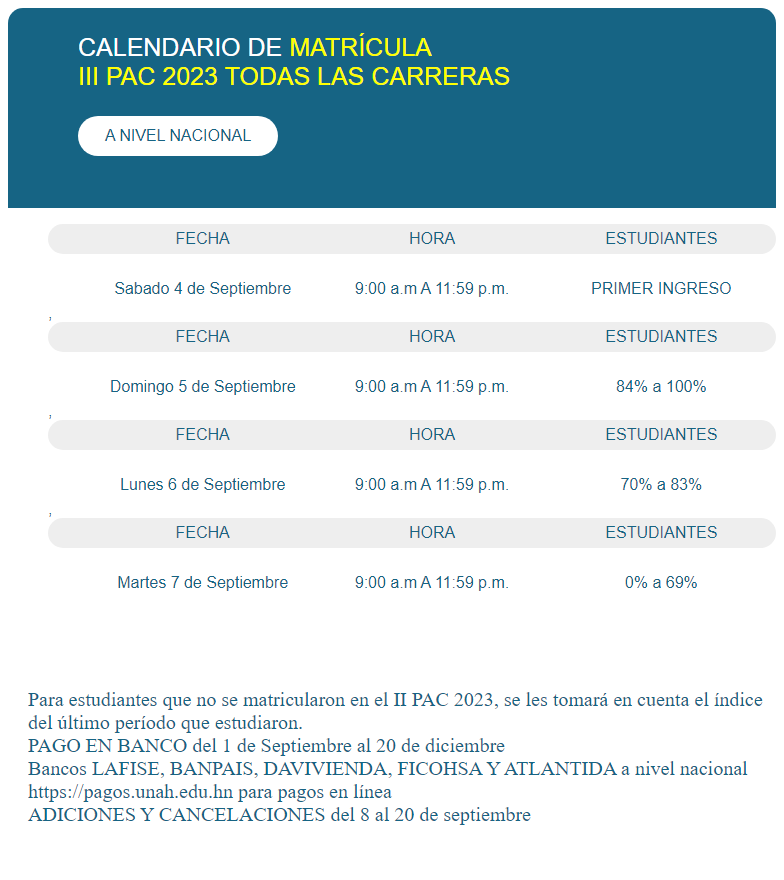 CALENDARIO DE MATRÍCULA
III PAC 2023 TODAS LAS CARRERAS
A NIVEL NACIONAL
FECHA HORA ESTUDIANTES
Sabado 4 de Septiembre 9:00 a.m A 11:59 p.m. PRIMER INGRESO
,
FECHA HORA ESTUDIANTES
Domingo 5 de Septiembre 9:00 a.m A 11:59 p.m. 84% a 100%
,
FECHA HORA ESTUDIANTES
Lunes 6 de Septiembre 9:00 a.m A 11:59 p.m. 70% a 83%
,
FECHA HORA ESTUDIANTES
Martes 7 de Septiembre 9:00 a.m A 11:59 p.m. 0% a 69%
Para estudiantes que no se matricularon en el II PAC 2023, se les tomará en cuenta el índice
del último período que estudiaron.
PAGO EN BANCO del 1 de Septiembre al 20 de diciembre
Bancos LAFISE, BANPAIS, DAVIVIENDA, FICOHSA Y ATLANTIDA a nivel nacional
https://pagos.unah.edu.hn para pagos en línea
ADICIONES Y CANCELACIONES del 8 al 20 de septiembre